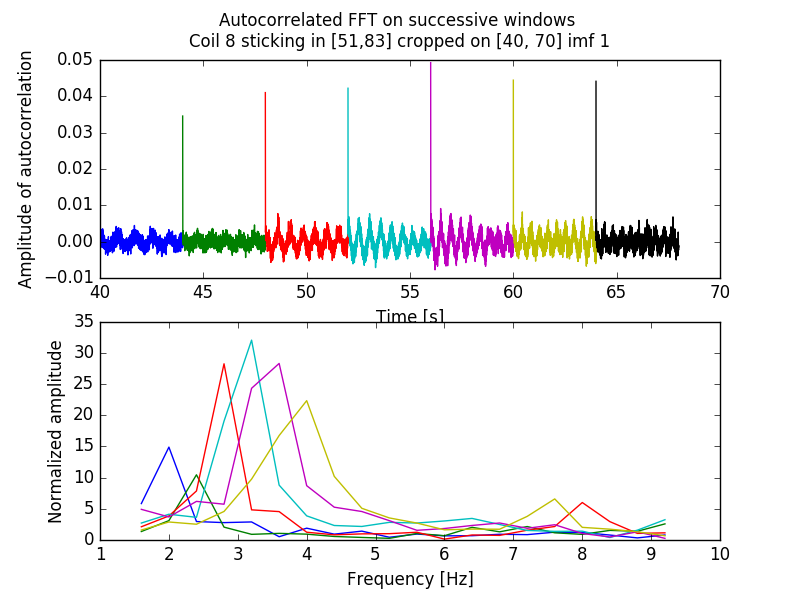 Autocorrelated FFT on successive windows
Coil 8 sticking in [51,83] cropped on [40, 70] imf 1
Amplitude of autocorrelation
0.05
0.04
0.03
0.02
0.01
0.00
−0.01
40 45 50 55 60 65 70
Time [s]
Normalized amplitude
35
30
25
20
15
10
5
0
1 2 3 4 5 6 7 8 9 10
Frequency [Hz]